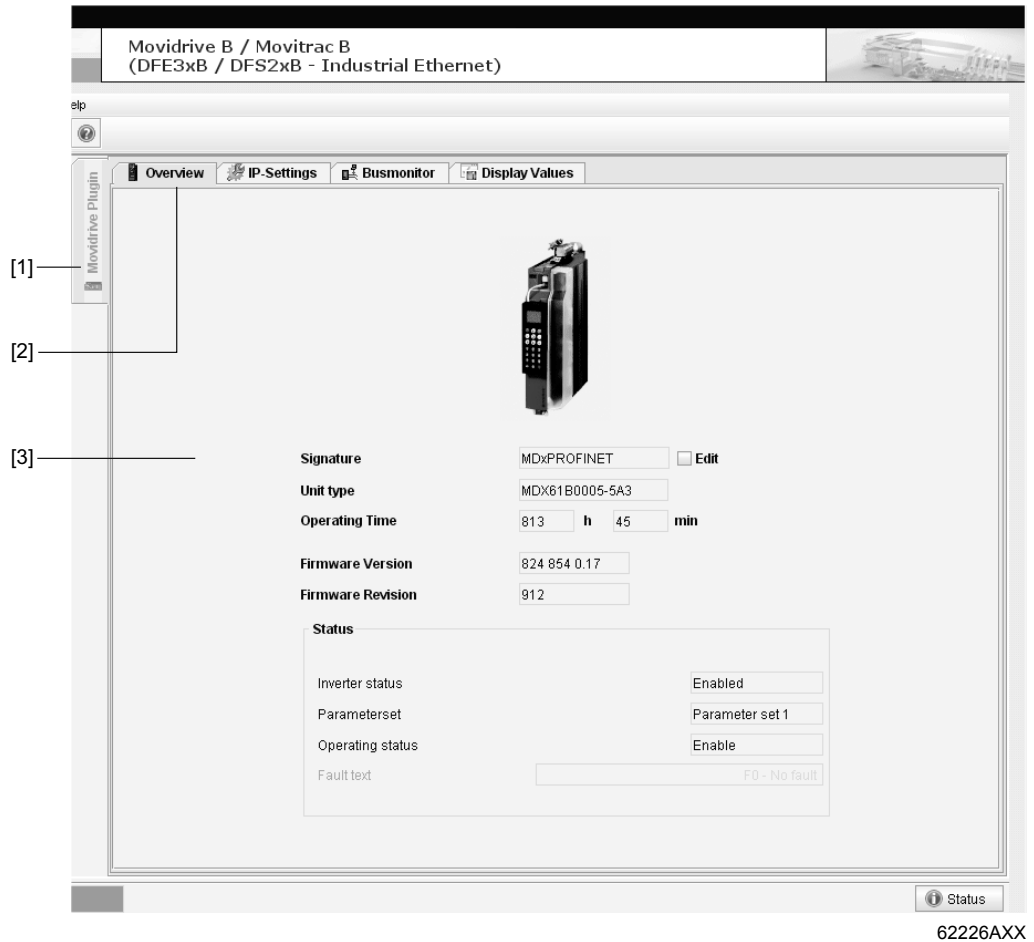 Movidrive B / Movitrac B
(DFE3xB / DFS2xB - Industrial Ethernet)
elp
Movidrive Plugin
Overview IP-Settings Busmonitor Display Values
[1]
[2]
[3]
Signature MDxPROFINET Edit
Unit type MDX61B0005-5A3
Operating Time 813 h 45 min
Firmware Version 824 854 0.17
Firmware Revision 912
Status
Inverter status Enabled
Parameterset Parameter set 1
Operating status Enable
Fault text F0 - No fault
Status
62226AXX